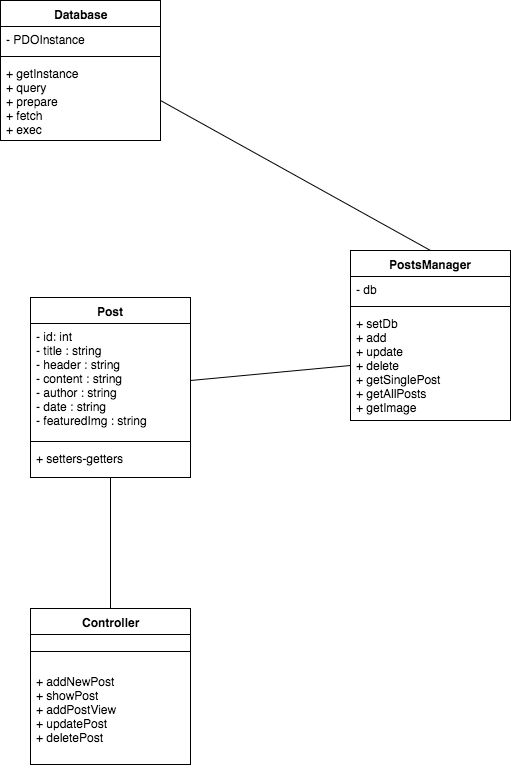 Database
- PDOInstance
+ getInstance
+ query
+ prepare
+ fetch
+ exec
PostsManager
- db
+ setDb
+ add
+ update
+ delete
+ getSinglePost
+ getAllPosts
+ getImage
Post
- id: int
- title : string
- header : string
- content : string
- author : string
- date : string
- featuredImg : string
+ setters-getters
Controller
+ addNewPost
+ showPost
+ addPostView
+ updatePost
+ deletePost